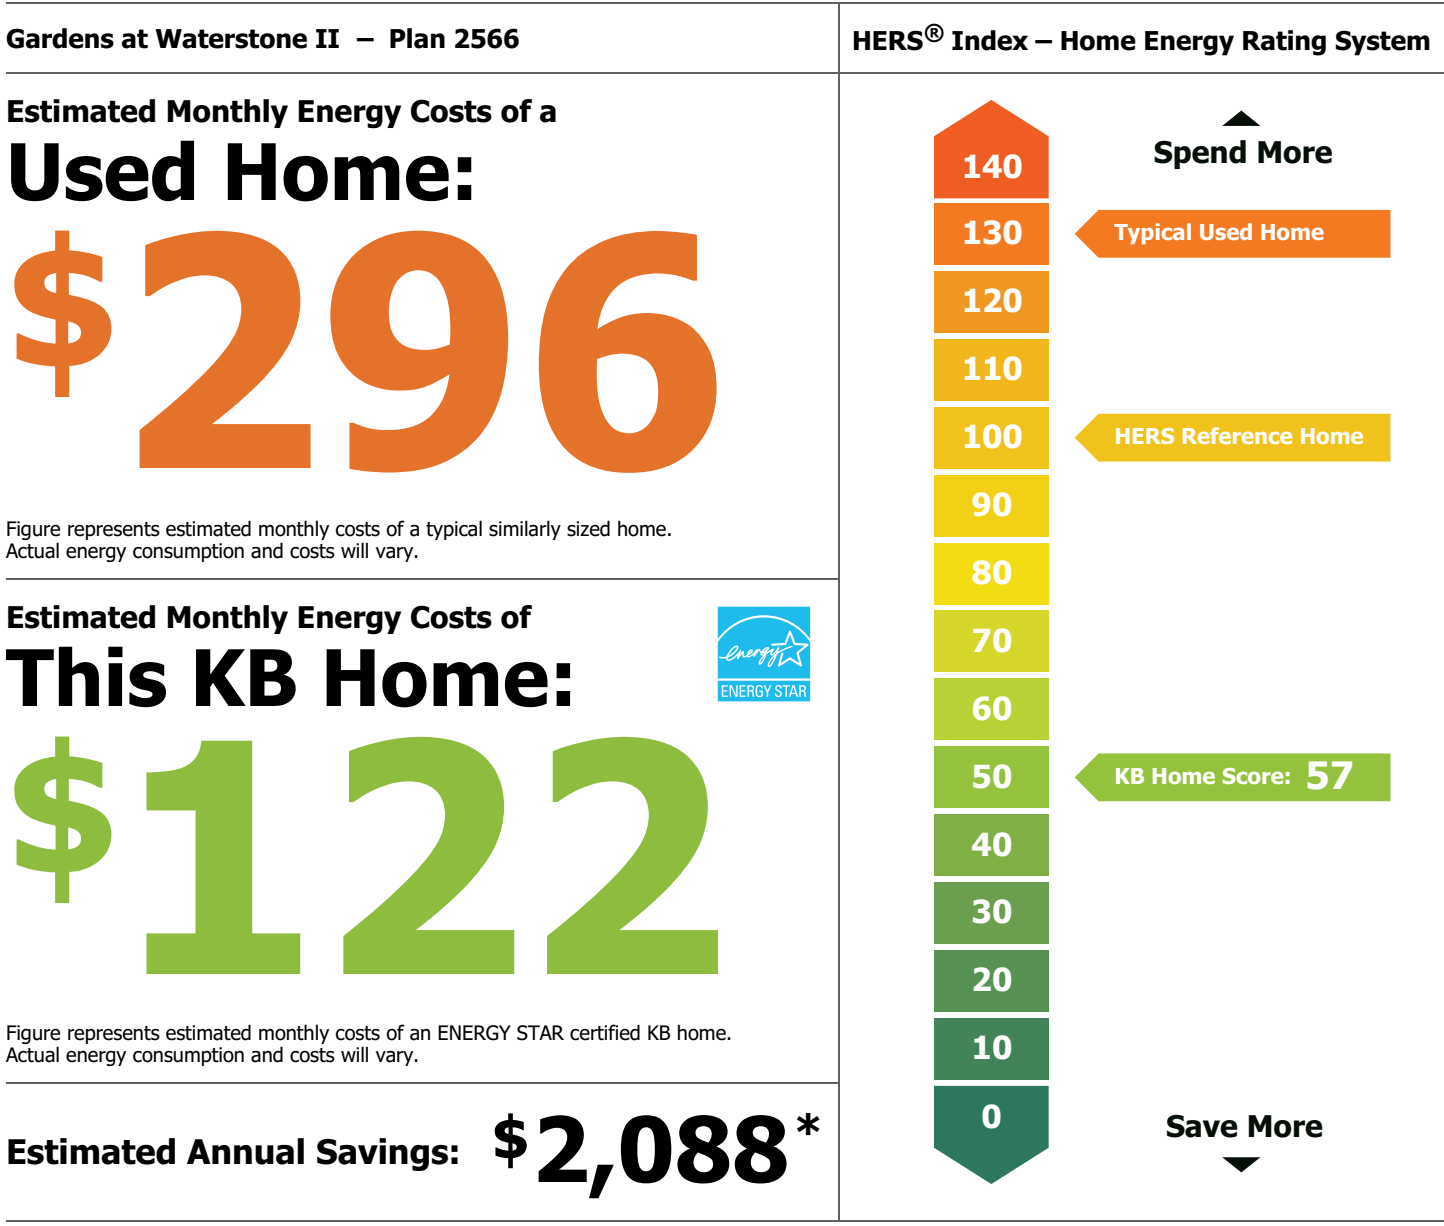 Gardens at Waterstone II – Plan 2566
Estimated Monthly Energy Costs of a
Used Home:
$296
Figure represents estimated monthly costs of a typical similarly sized home.
Actual energy consumption and costs will vary.
Estimated Monthly Energy Costs of
This KB Home:
energy
ENERGY STAR
$122
Figure represents estimated monthly costs of an ENERGY STAR certified KB home.
Actual energy consumption and costs will vary.
Estimated Annual Savings: $2,088*
HERS® Index – Home Energy Rating System
Spend More
140
130 Typical Used Home
120
110
100 HERS Reference Home
90
80
70
60
50 KB Home Score: 57
40
30
20
10
0
Save More